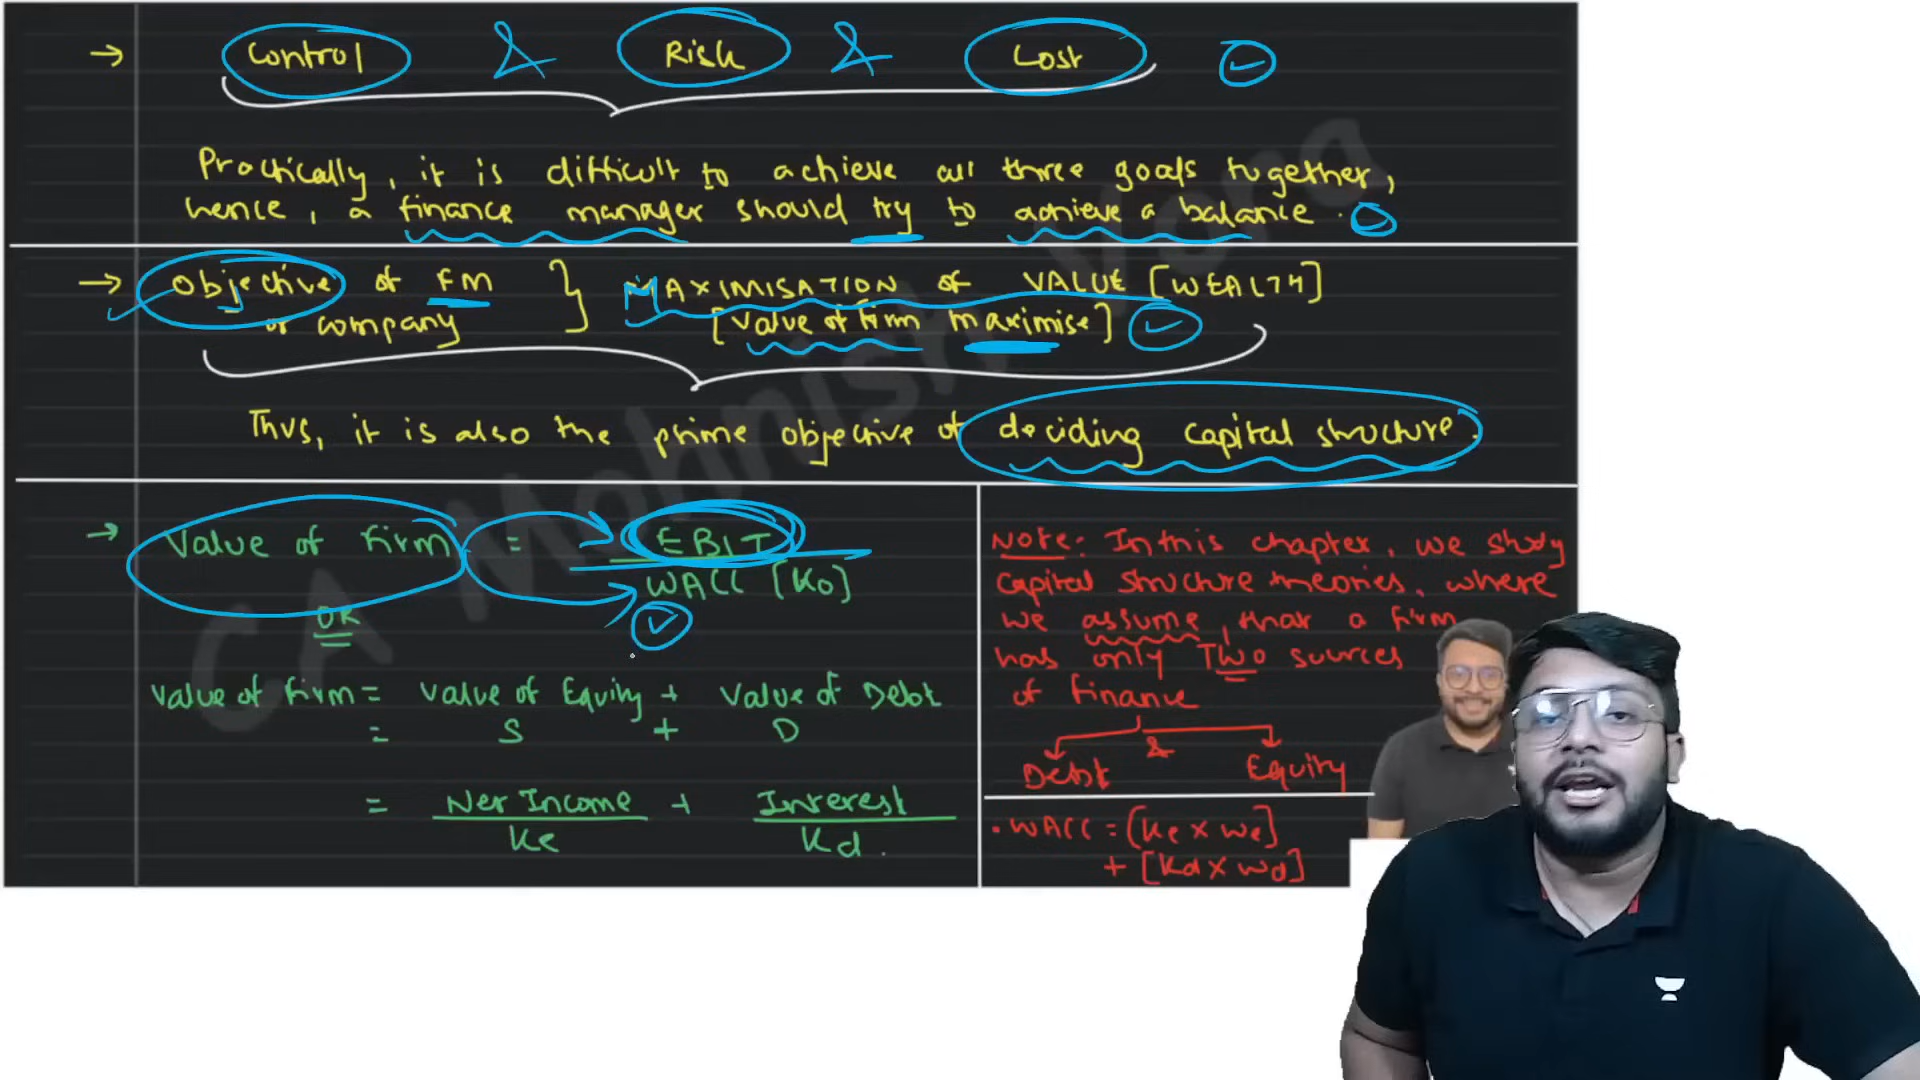 → Control & Risk & Cost
Practically, it is difficult to achieve all three goals together,
hence, a finance manager should try to achieve a balance.
→ Objective of FM } MAXIMISATION of VALUE [WEALTH]
or company [Value of firm maximise]
Thus, it is also the prime objective of deciding capital structure.
→ Value of Firm = EBIT
WACC [Ko]
OR
Value of Firm = Value of Equity + Value of Debt
= S + D
= Net Income + Interest
Ke Kd.
Note: In this chapter, we study
Capital structure theories, where
we assume, that a firm
has only Two sources
of finance
Debt & Equity
. WACC = [Ke x We]
+ [Kd x Wd]
CA Mohnish Vora